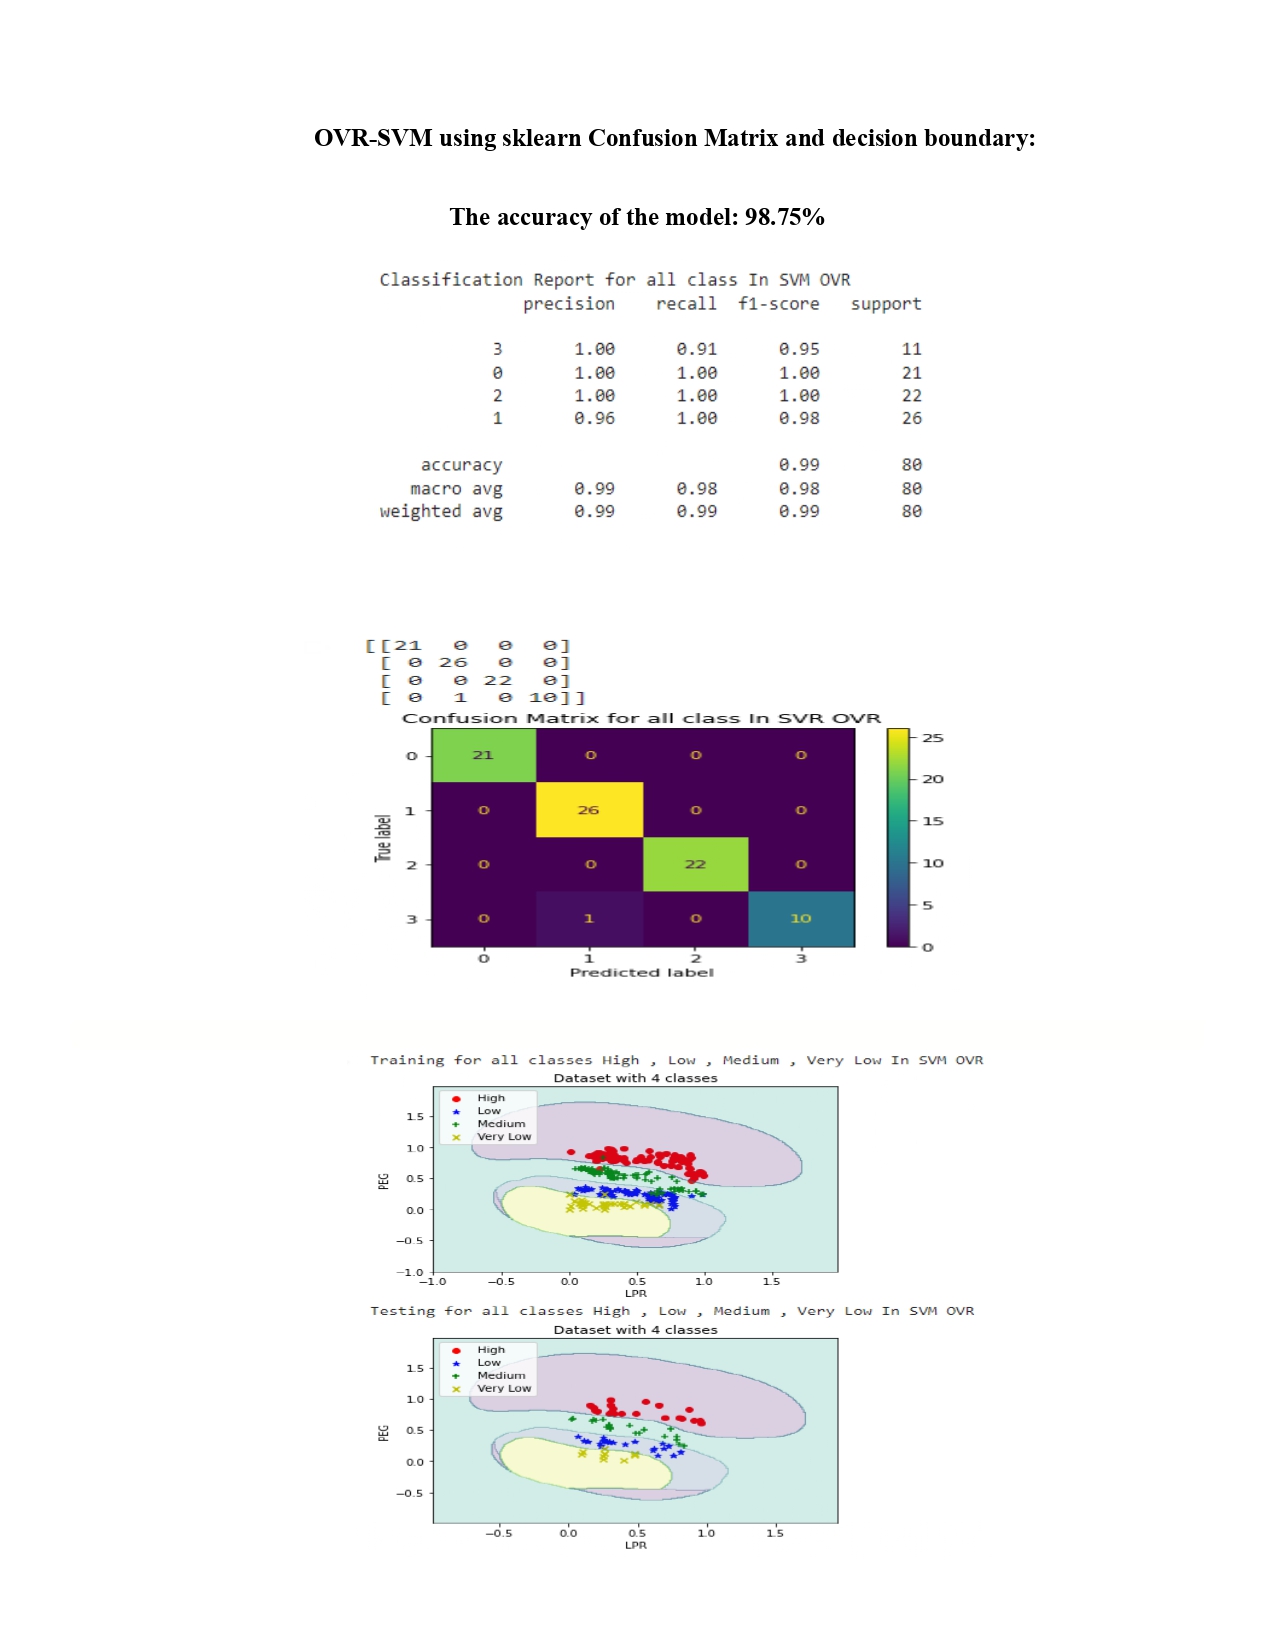 OVR-SVM using sklearn Confusion Matrix and decision boundary:
The accuracy of the model: 98.75%
Classification Report for all class In SVM OVR
precision recall f1-score support
3 1.00 0.91 0.95 11
0 1.00 1.00 1.00 21
2 1.00 1.00 1.00 22
1 0.96 1.00 0.98 26
accuracy 0.99 80
macro avg 0.99 0.98 0.98 80
weighted avg 0.99 0.99 0.99 80
[[21 0 0 0]
[ 0 26 0 0]
[ 0 0 22 0]
[ 0 1 0 10]]
Confusion Matrix for all class In SVR OVR
0 21 0 0 0
1 0 26 0 0
2 0 0 22 0
3 0 1 0 10
0 1 2 3
Predicted label
True label
25
20
15
10
5
0
Training for all classes High , Low , Medium , Very Low In SVM OVR
Dataset with 4 classes
High
Low
Medium
Very Low
1.5
1.0
0.5
0.0
−0.5
−1.0
PEG
−1.0 −0.5 0.0 0.5 1.0 1.5
LPR
Testing for all classes High , Low , Medium , Very Low In SVM OVR
Dataset with 4 classes
High
Low
Medium
Very Low
1.5
1.0
0.5
0.0
−0.5
PEG
−0.5 0.0 0.5 1.0 1.5
LPR